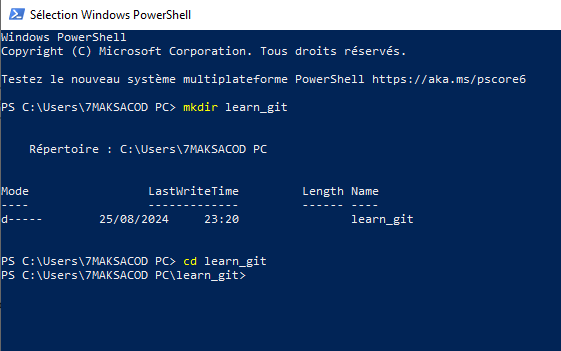 Sélection Windows PowerShell
Windows PowerShell
Copyright (C) Microsoft Corporation. Tous droits réservés.
Testez le nouveau système multiplateforme PowerShell https://aka.ms/pscore6
PS C:\Users\7MAKSACOD PC> mkdir learn_git
Répertoire : C:\Users\7MAKSACOD PC
Mode                LastWriteTime         Length Name
----                -------------         ------ ----
d-----       25/08/2024     23:20                learn_git
PS C:\Users\7MAKSACOD PC> cd learn_git
PS C:\Users\7MAKSACOD PC\learn_git>